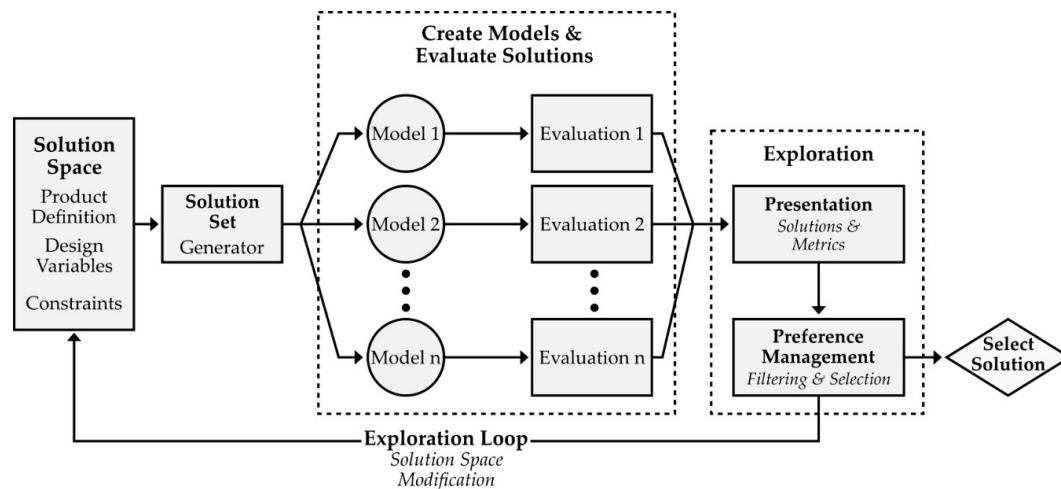 Solution
Space
Product
Definition
Design
Variables
Constraints
Solution
Set
Generator
Create Models &
Evaluate Solutions
Model 1
Evaluation 1
Model 2
Evaluation 2
Model n
Evaluation n
Exploration
Presentation
Solutions &
Metrics
Preference
Management
Filtering & Selection
Select
Solution
Exploration Loop
Solution Space
Modification